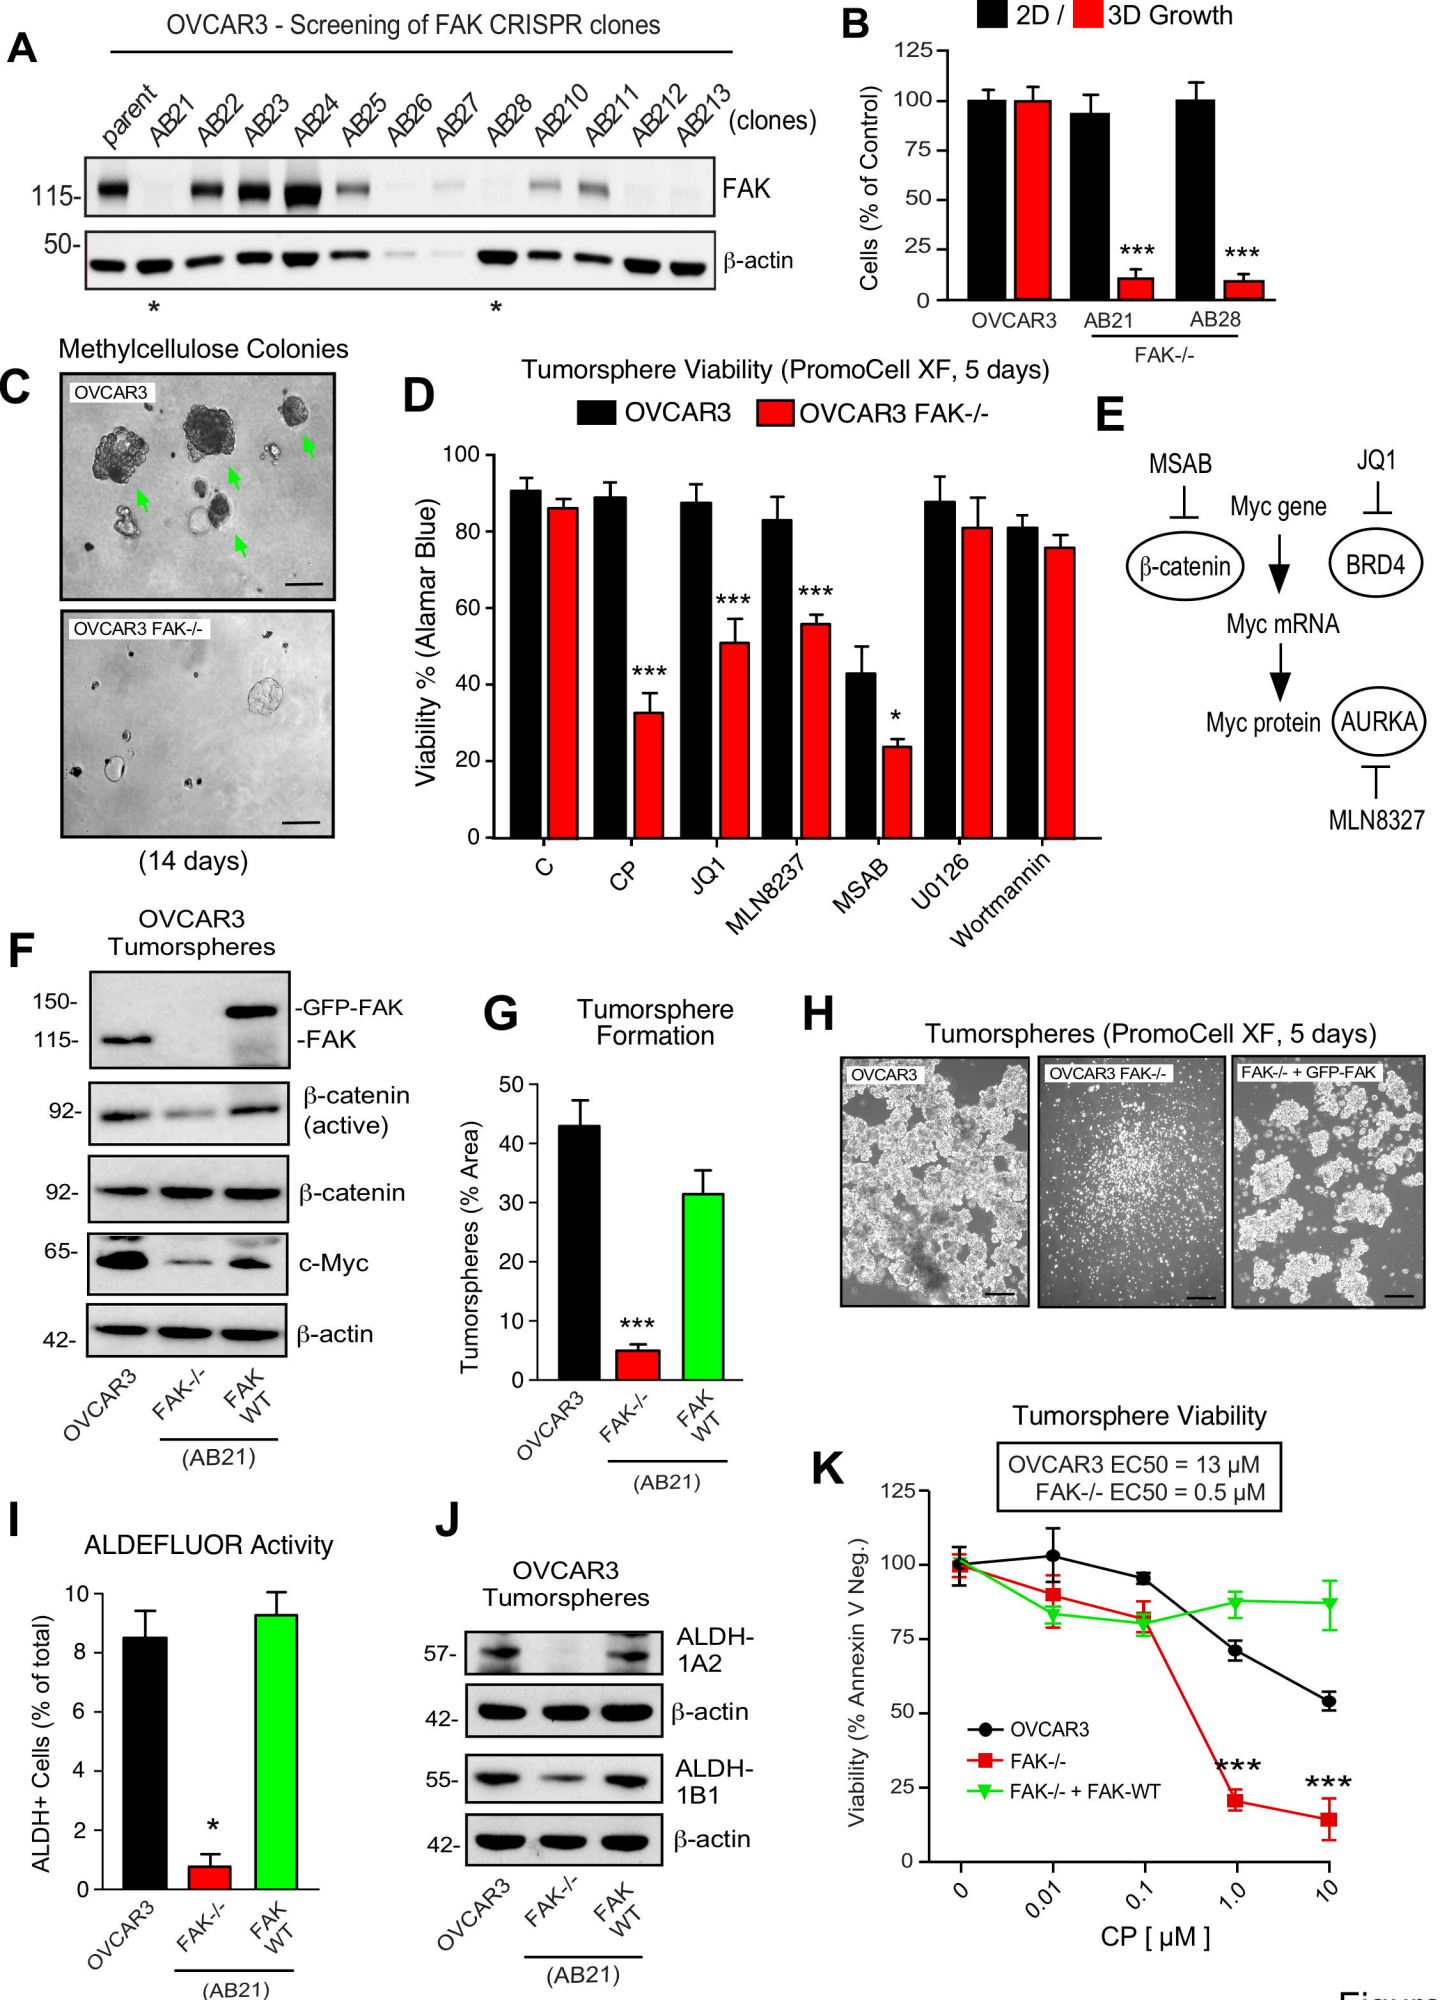 A
OVCAR3 - Screening of FAK CRISPR clones
parent AB21 AB22 AB23 AB24 AB25 AB26 AB27 AB28 AB210 AB211 AB212 AB213 (clones)
115- FAK
50- β-actin
* *
B
2D / 3D Growth
Cells (% of Control)
125
100
75
50
25
0
*** ***
OVCAR3 AB21 AB28
FAK-/-
C
Methylcellulose Colonies
OVCAR3
OVCAR3 FAK-/-
(14 days)
D
Tumorsphere Viability (PromoCell XF, 5 days)
OVCAR3 OVCAR3 FAK-/-
Viability % (Alamar Blue)
100
80
60
40
20
0
*** *** *** *
C CP JQ1 MLN8237 MSAB U0126 Wortmannin
E
MSAB JQ1
Myc gene
β-catenin BRD4
Myc mRNA
Myc protein AURKA
MLN8327
F
OVCAR3
Tumorspheres
150- -GFP-FAK
115- -FAK
92- β-catenin
(active)
92- β-catenin
65- c-Myc
42- β-actin
OVCAR3 FAK-/- FAK WT
(AB21)
G
Tumorsphere
Formation
Tumorspheres (% Area)
50
40
30
20
10
0
***
OVCAR3 FAK-/- FAK WT
(AB21)
H
Tumorspheres (PromoCell XF, 5 days)
OVCAR3 OVCAR3 FAK-/- FAK-/- + GFP-FAK
I
ALDEFLUOR Activity
ALDH+ Cells (% of total)
10
8
6
4
2
0
*
OVCAR3 FAK-/- FAK WT
(AB21)
J
OVCAR3
Tumorspheres
57- ALDH-
1A2
42- β-actin
55- ALDH-
1B1
42- β-actin
OVCAR3 FAK-/- FAK WT
(AB21)
K
Tumorsphere Viability
OVCAR3 EC50 = 13 µM
FAK-/- EC50 = 0.5 µM
Viability (% Annexin V Neg.)
125
100
75
50
25
0
OVCAR3
FAK-/-
FAK-/- + FAK-WT
*** ***
0 0.01 0.1 1.0 10
CP [ µM ]